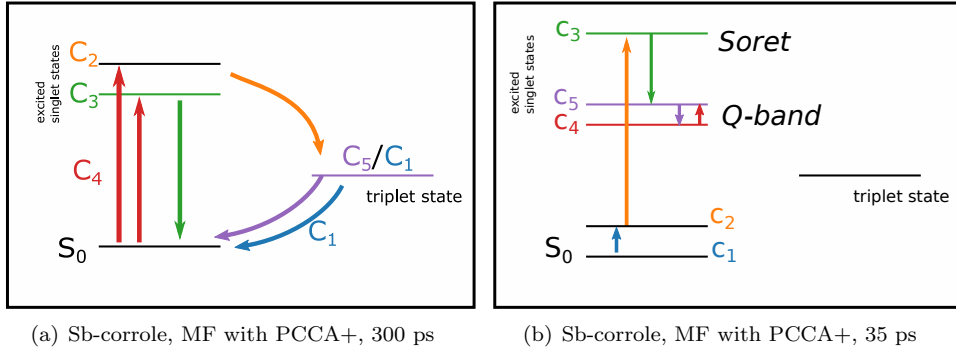 C₂
C₃
excited
singlet states
C₄
C₅/C₁
triplet state
C₁
S₀
(a) Sb-corrole, MF with PCCA+, 300 ps
c₃
Soret
excited
singlet states
c₅
c₄
Q-band
triplet state
c₂
S₀
c₁
(b) Sb-corrole, MF with PCCA+, 35 ps